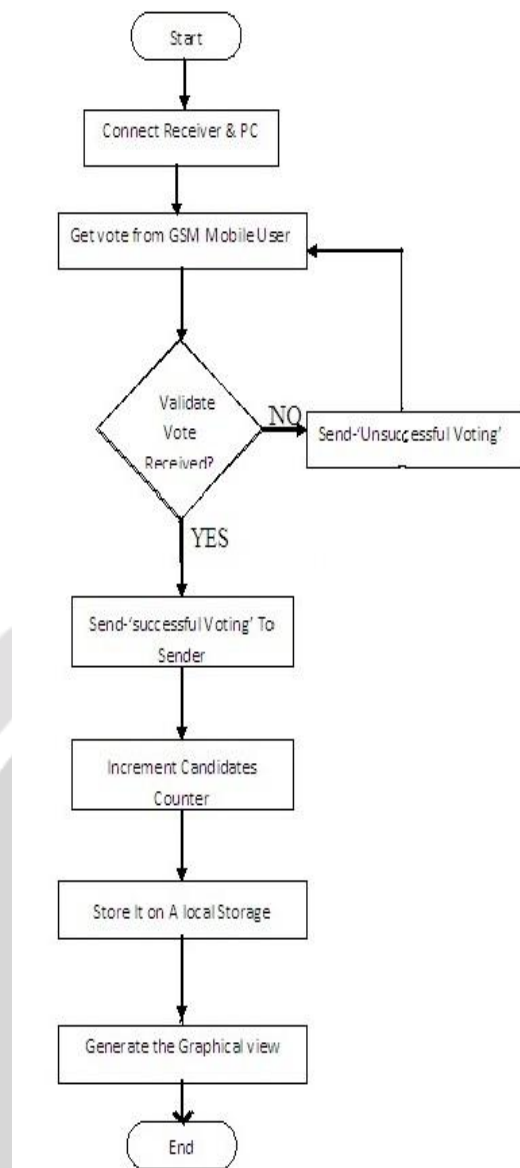 Start
Connect Receiver & PC
Get vote from GSM Mobile User
Validate
Vote
Received?
NO
Send-‘Unsuccessful Voting’
YES
Send-‘successful Voting’ To
Sender
Increment Candidates
Counter
Store It on A local Storage
Generate the Graphical view
End